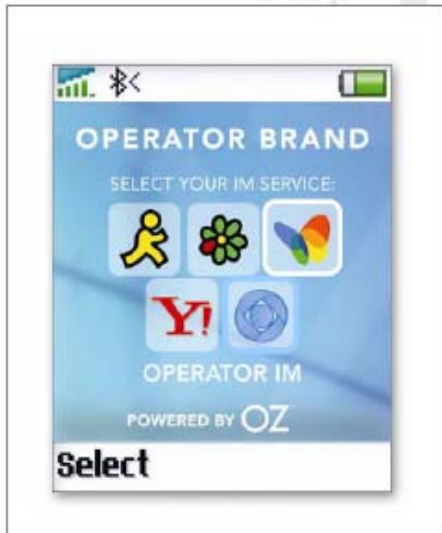 OPERATOR BRAND
SELECT YOUR IM SERVICE:
Y!
OPERATOR IM
POWERED BY OZ
Select